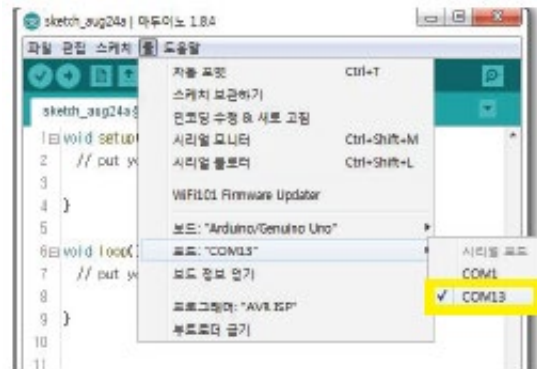 sketch_aug24a | 아두이노 1.8.4
파일 편집 스케치 툴 도움말
sketch_aug24a
자동 포맷 Ctrl+T
스케치 보관하기
인코딩 수정 & 새로 고침
시리얼 모니터 Ctrl+Shift+M
시리얼 플로터 Ctrl+Shift+L
WiFi101 Firmware Updater
보드: "Arduino/Genuino Uno"
포트: "COM13"
보드 정보 얻기
프로그래머: "AVR ISP"
부트로더 굽기
시리얼 포트
COM1
✓ COM13
1 void setup(
2 // put yo
3
4 }
5
6 void loop()
7 // put yo
8
9 }
10
11